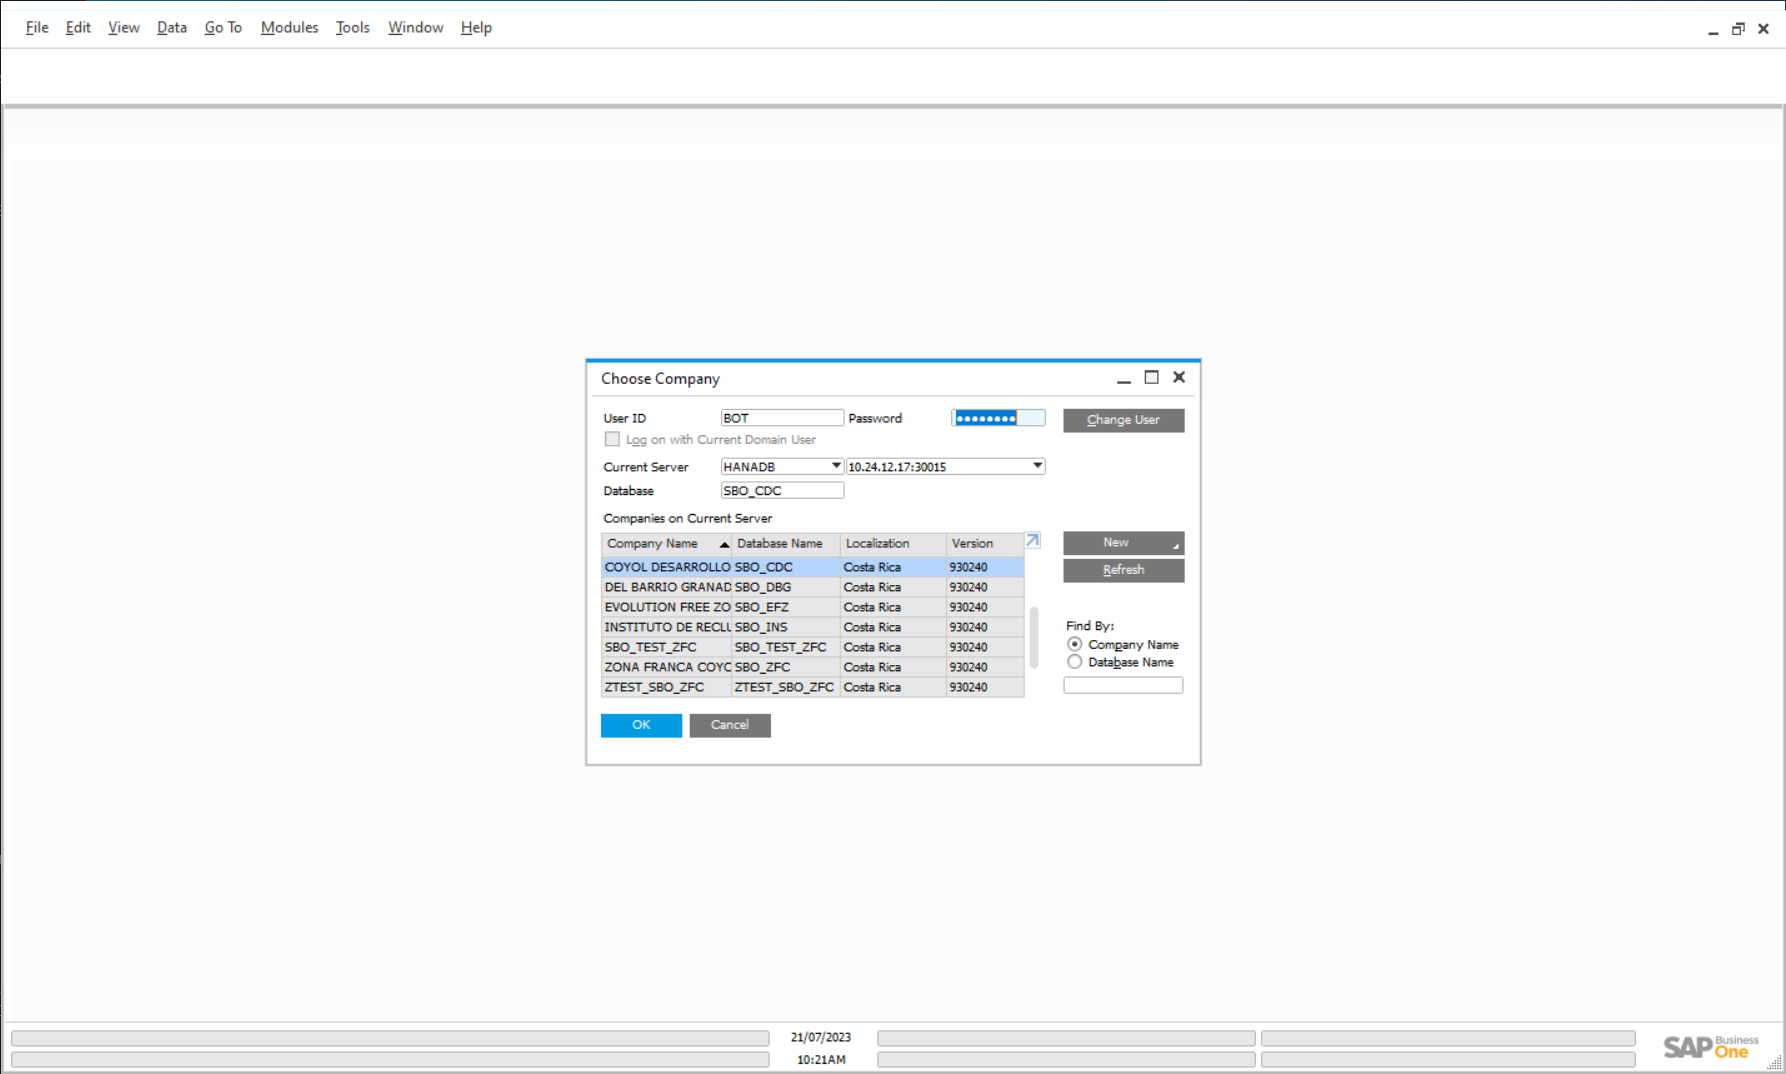 File Edit View Data Go To Modules Tools Window Help
Choose Company
User ID BOT Password Change User
Log on with Current Domain User
Current Server HANADB 10.24.12.17:30015
Database SBO_CDC
Companies on Current Server
Company Name Database Name Localization Version New
COYOL DESARROLLO SBO_CDC Costa Rica 930240 Refresh
DEL BARRIO GRANAD SBO_DBG Costa Rica 930240
EVOLUTION FREE ZO SBO_EFZ Costa Rica 930240
INSTITUTO DE RECLU SBO_INS Costa Rica 930240 Find By:
SBO_TEST_ZFC SBO_TEST_ZFC Costa Rica 930240 Company Name
ZONA FRANCA COYO SBO_ZFC Costa Rica 930240 Database Name
ZTEST_SBO_ZFC ZTEST_SBO_ZFC Costa Rica 930240
OK Cancel
21/07/2023
10:21AM
SAP Business One